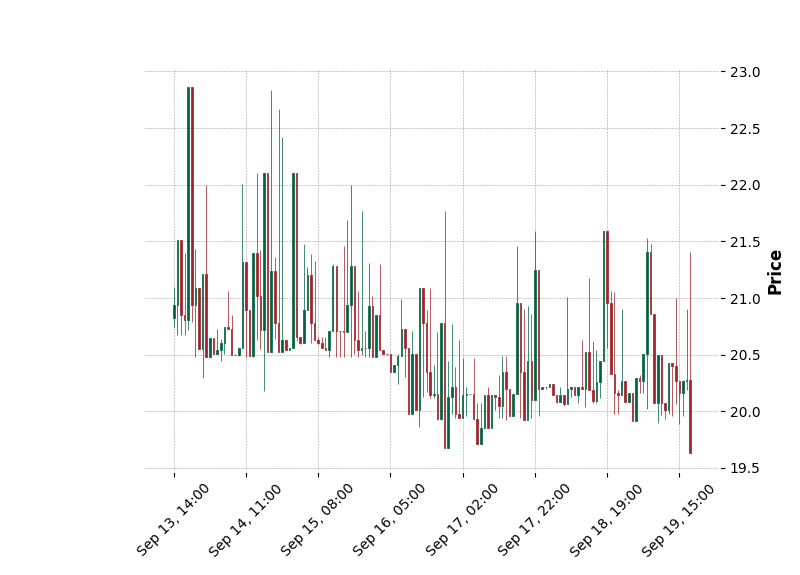 23.0
22.5
22.0
21.5
21.0
20.5
20.0
19.5
Price
Sep 13, 14:00
Sep 14, 11:00
Sep 15, 08:00
Sep 16, 05:00
Sep 17, 02:00
Sep 17, 22:00
Sep 18, 19:00
Sep 19, 15:00